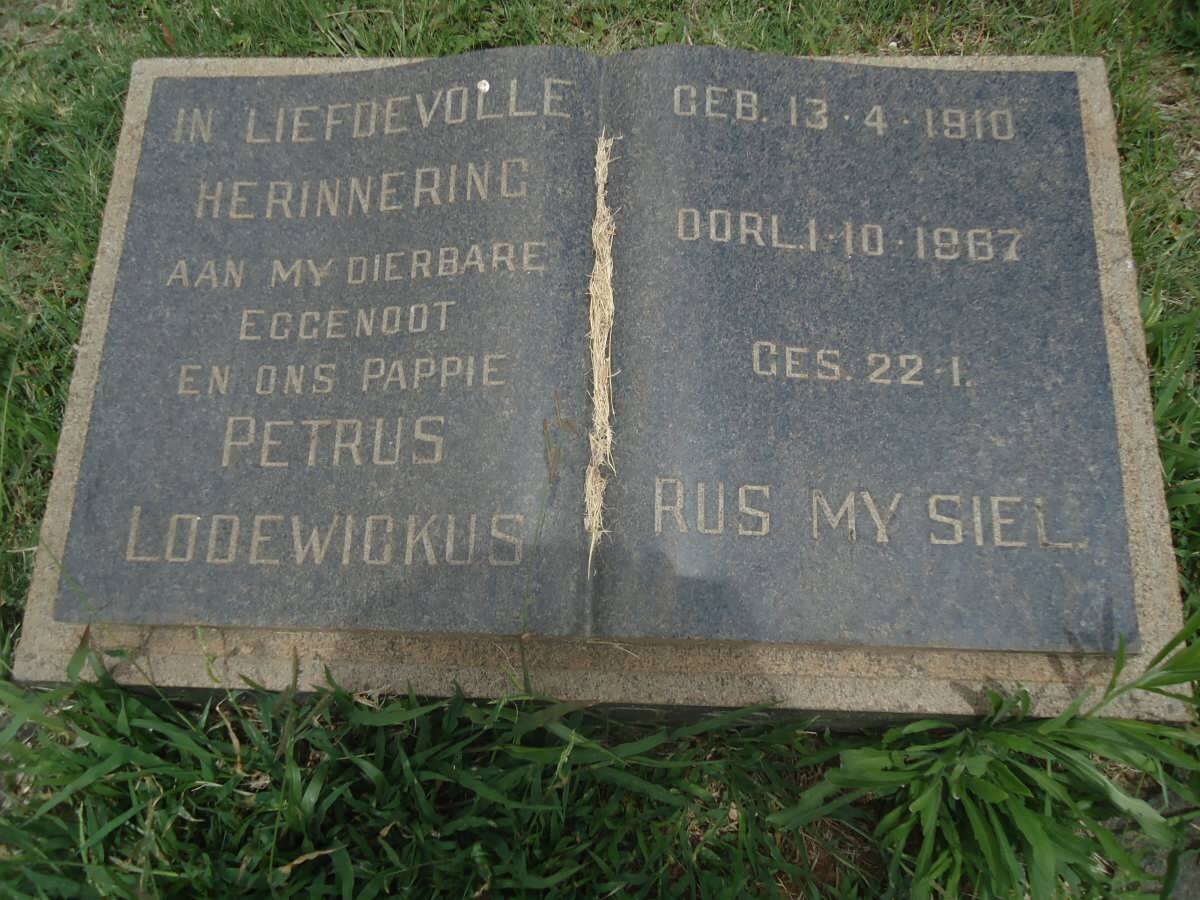 IN LIEFDEVOLLE
HERINNERING
AAN MY DIERBARE
EGGENOOT
EN ONS PAPPIE
PETRUS
LODEWICKUS
GEB. 13·4·1910
OORL.1·10·1967
GES. 22·1.
RUS MY SIEL.